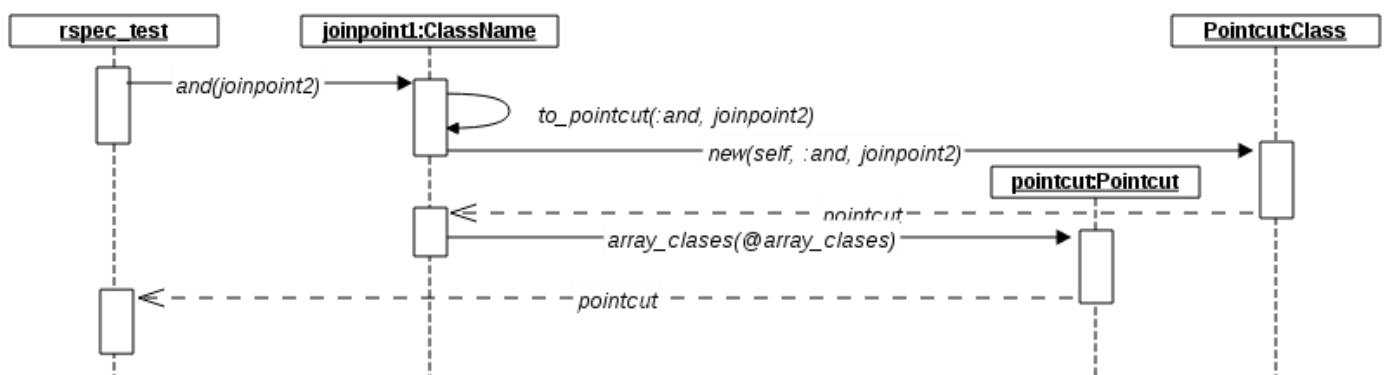 rspec_test
joinpoint1:ClassName
Pointcut:Class
and(joinpoint2)
to_pointcut(:and, joinpoint2)
new(self, :and, joinpoint2)
pointcut:Pointcut
pointcut
array_clases(@array_clases)
pointcut